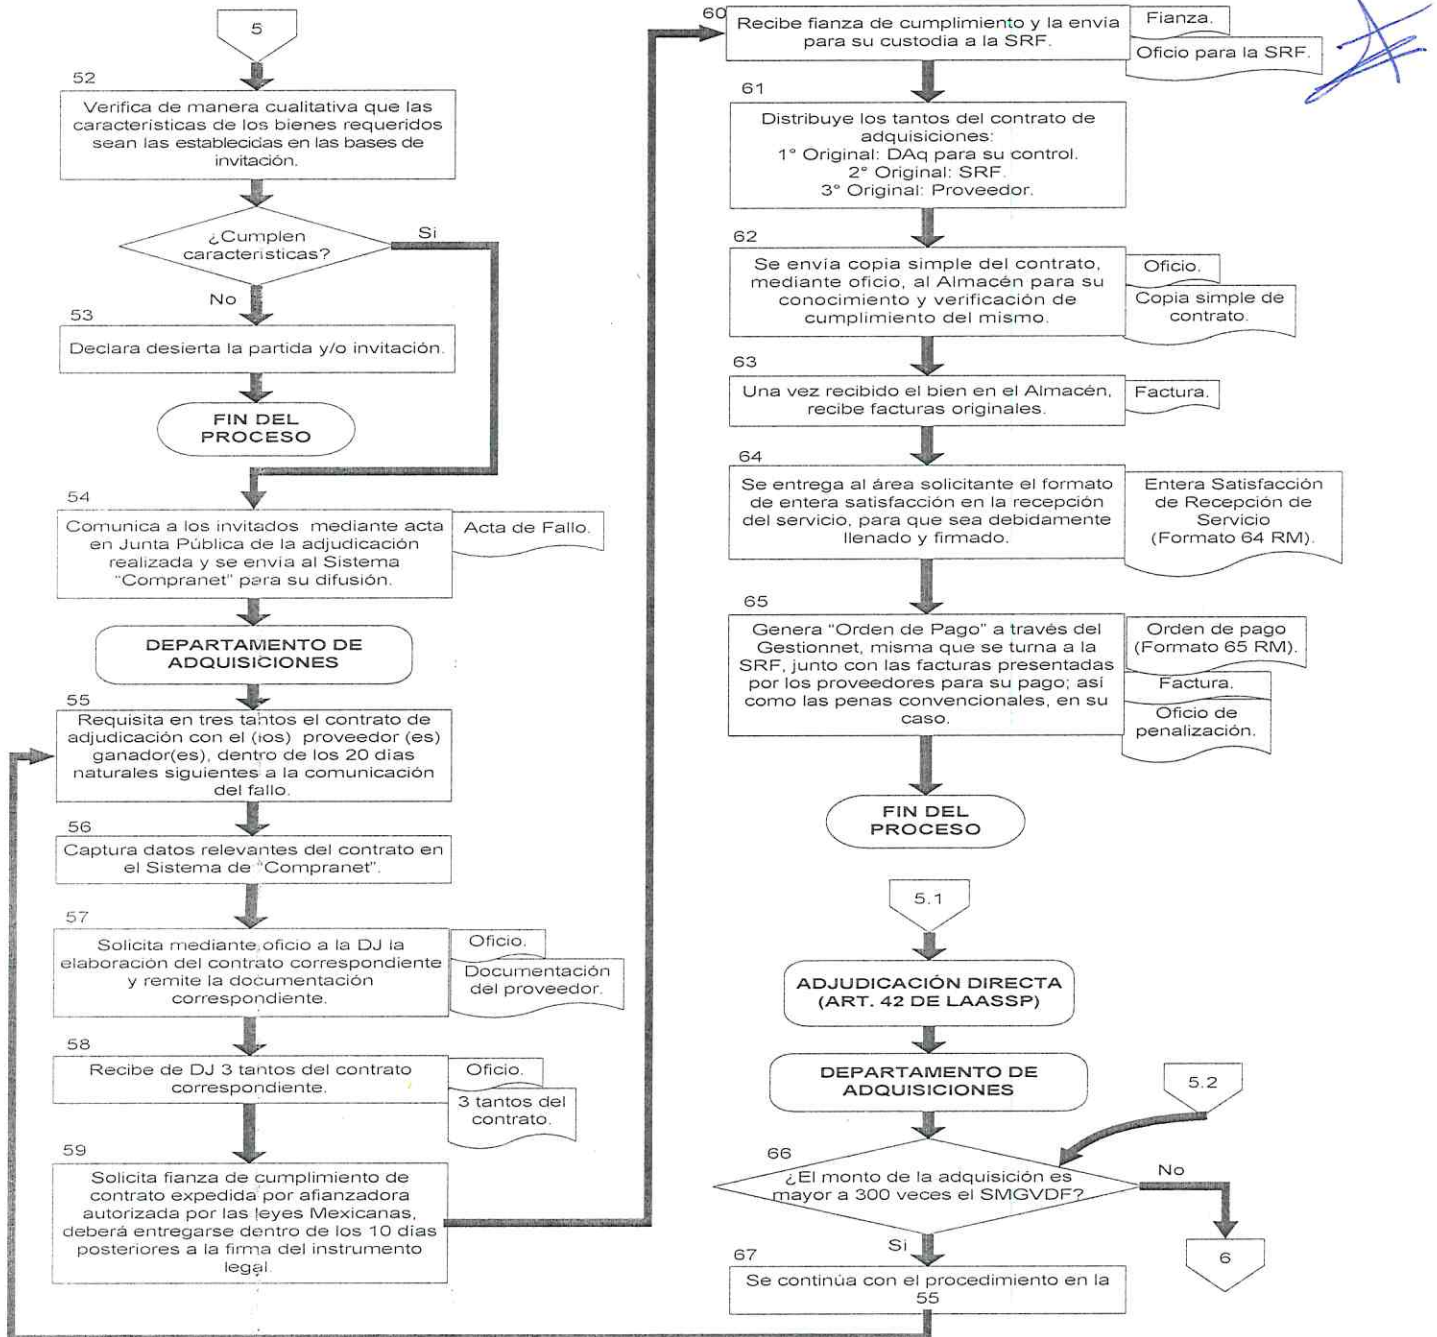 5
52
Verifica de manera cualitativa que las
características de los bienes requeridos
sean las establecidas en las bases de
invitación.
¿Cumplen
características?
Si
No
53
Declara desierta la partida y/o invitación.
FIN DEL
PROCESO
54
Comunica a los invitados mediante acta
en Junta Pública de la adjudicación
realizada y se envia al Sistema
"Compranet" para su difusión.
Acta de Fallo.
DEPARTAMENTO DE
ADQUISICIONES
55
Requisita en tres tantos el contrato de
adjudicación con el (los) proveedor (es)
ganador(es), dentro de los 20 días
naturales siguientes a la comunicación
del fallo.
56
Captura datos relevantes del contrato en
el Sistema de "Compranet".
57
Solicita mediante oficio a la DJ la
elaboración del contrato correspondiente
y remite la documentación
correspondiente.
Oficio.
Documentación
del proveedor.
58
Recibe de DJ 3 tantos del contrato
correspondiente.
Oficio.
3 tantos del
contrato.
59
Solicita fianza de cumplimiento de
contrato expedida por afianzadora
autorizada por las leyes Mexicanas,
deberá entregarse dentro de los 10 días
posteriores a la firma del instrumento
legal.
60
Recibe fianza de cumplimiento y la envía
para su custodia a la SRF.
Fianza.
Oficio para la SRF.
61
Distribuye los tantos del contrato de
adquisiciones:
1° Original: DAq para su control.
2° Original: SRF.
3° Original: Proveedor.
62
Se envía copia simple del contrato,
mediante oficio, al Almacén para su
conocimiento y verificación de
cumplimiento del mismo.
Oficio.
Copia simple de
contrato.
63
Una vez recibido el bien en el Almacén,
recibe facturas originales.
Factura.
64
Se entrega al área solicitante el formato
de entera satisfacción en la recepción
del servicio, para que sea debidamente
llenado y firmado.
Entera Satisfacción
de Recepción de
Servicio
(Formato 64 RM).
65
Genera "Orden de Pago" a través del
Gestionnet, misma que se turna a la
SRF, junto con las facturas presentadas
por los proveedores para su pago; así
como las penas convencionales, en su
caso.
Orden de pago
(Formato 65 RM).
Factura.
Oficio de
penalización.
FIN DEL
PROCESO
5.1
ADJUDICACIÓN DIRECTA
(ART. 42 DE LAASSP)
DEPARTAMENTO DE
ADQUISICIONES
5.2
66
¿El monto de la adquisición es
mayor a 300 veces el SMGVDF?
No
6
Si
67
Se continúa con el procedimiento en la
55